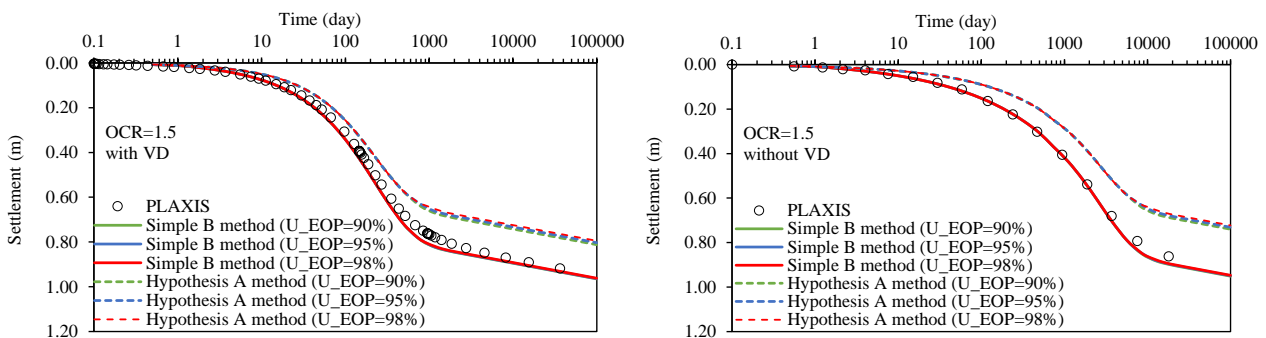 Time (day)
0.1 1 10 100 1000 10000 100000
0.00
0.20
0.40
0.60
0.80
1.00
1.20
Settlement (m)
OCR=1.5
with VD
PLAXIS
Simple B method (U_EOP=90%)
Simple B method (U_EOP=95%)
Simple B method (U_EOP=98%)
Hypothesis A method (U_EOP=90%)
Hypothesis A method (U_EOP=95%)
Hypothesis A method (U_EOP=98%)
Time (day)
0.1 1 10 100 1000 10000 100000
0.00
0.20
0.40
0.60
0.80
1.00
1.20
Settlement (m)
OCR=1.5
without VD
PLAXIS
Simple B method (U_EOP=90%)
Simple B method (U_EOP=95%)
Simple B method (U_EOP=98%)
Hypothesis A method (U_EOP=90%)
Hypothesis A method (U_EOP=95%)
Hypothesis A method (U_EOP=98%)